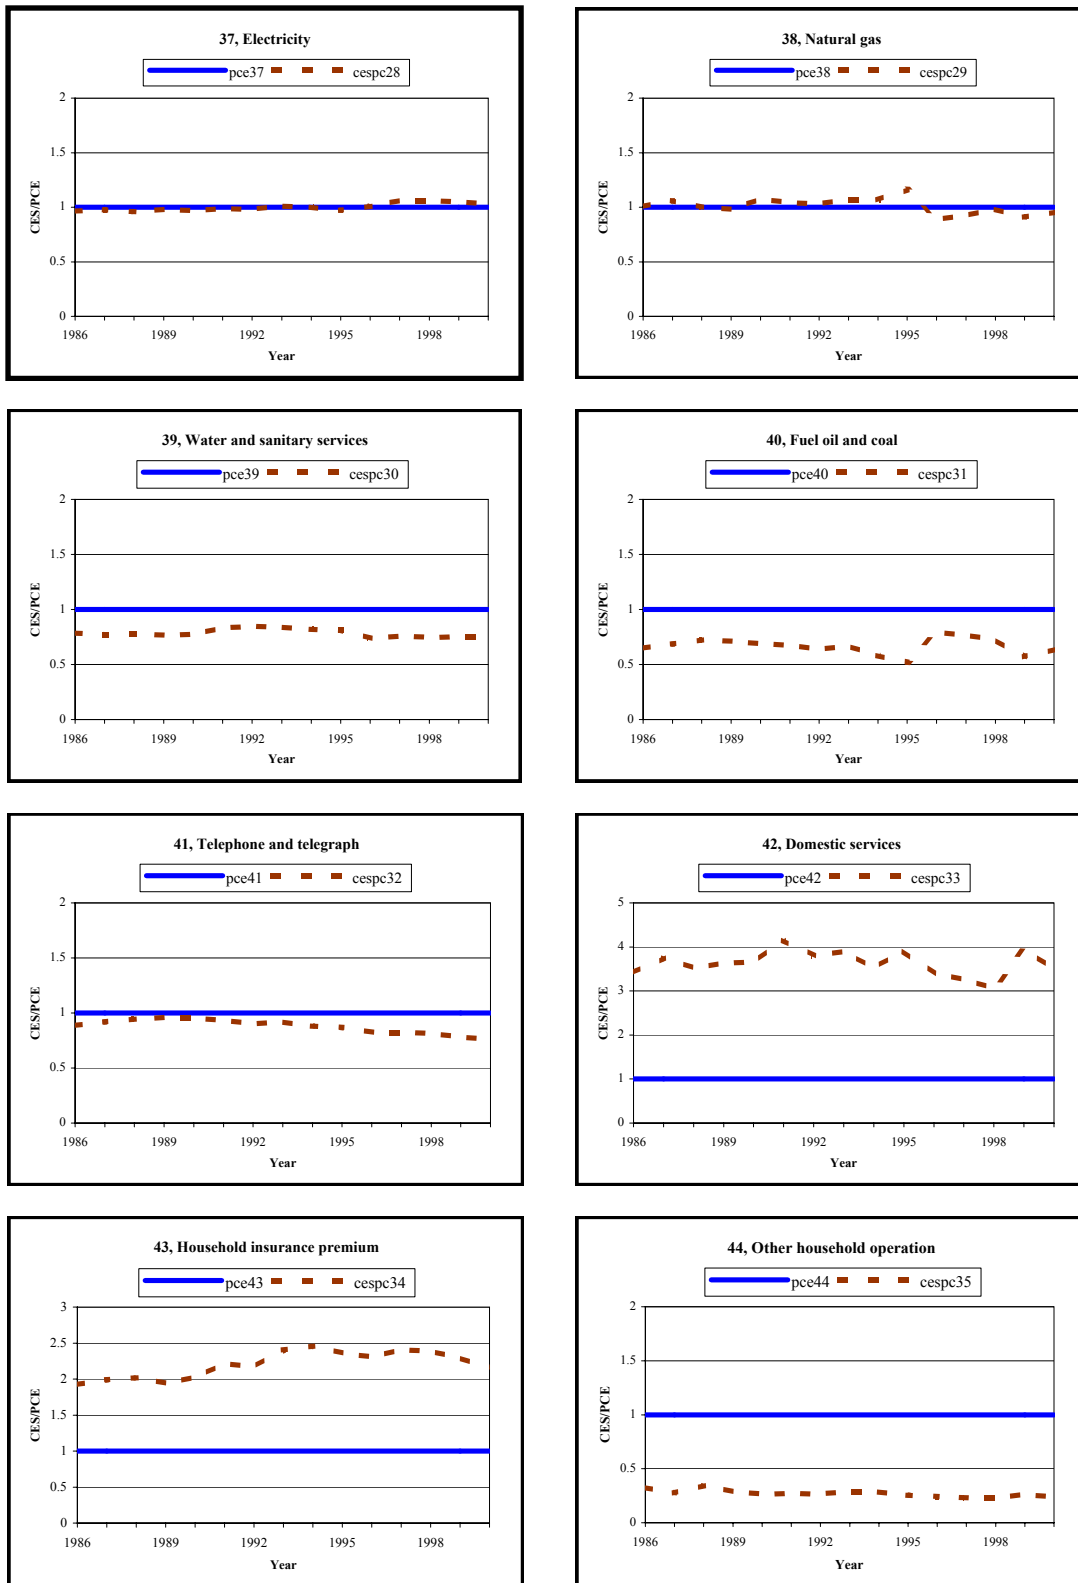 37, Electricity
pce37 cespc28
2
1.5
1
0.5
0
CES/PCE
1986 1989 1992 1995 1998
Year
38, Natural gas
pce38 cespc29
2
1.5
1
0.5
0
CES/PCE
1986 1989 1992 1995 1998
Year
39, Water and sanitary services
pce39 cespc30
2
1.5
1
0.5
0
CES/PCE
1986 1989 1992 1995 1998
Year
40, Fuel oil and coal
pce40 cespc31
2
1.5
1
0.5
0
CES/PCE
1986 1989 1992 1995 1998
Year
41, Telephone and telegraph
pce41 cespc32
2
1.5
1
0.5
0
CES/PCE
1986 1989 1992 1995 1998
Year
42, Domestic services
pce42 cespc33
5
4
3
2
1
0
CES/PCE
1986 1989 1992 1995 1998
Year
43, Household insurance premium
pce43 cespc34
3
2.5
2
1.5
1
0.5
0
CES/PCE
1986 1989 1992 1995 1998
Year
44, Other household operation
pce44 cespc35
2
1.5
1
0.5
0
CES/PCE
1986 1989 1992 1995 1998
Year